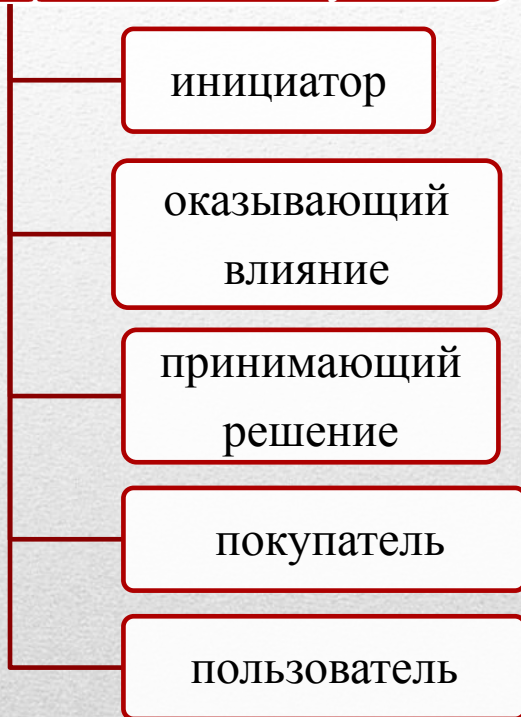 инициатор
оказывающий
влияние
принимающий
решение
покупатель
пользователь